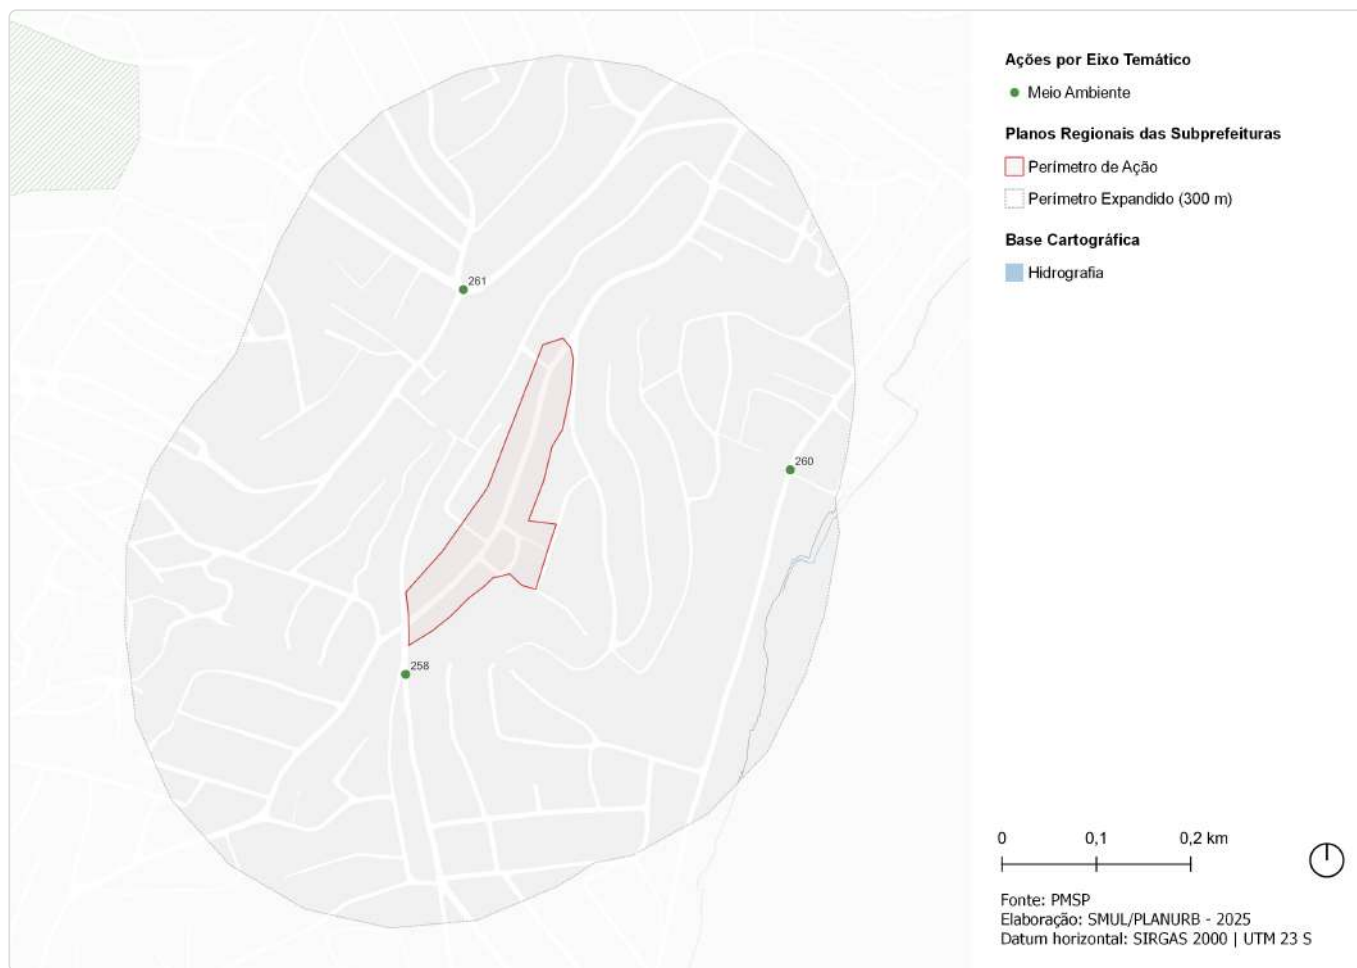 Ações por Eixo Temático
Meio Ambiente
Planos Regionais das Subprefeituras
Perímetro de Ação
Perímetro Expandido (300 m)
Base Cartográfica
Hidrografia
261
260
258
0 0,1 0,2 km
Fonte: PMSP
Elaboração: SMUL/PLANURB - 2025
Datum horizontal: SIRGAS 2000 | UTM 23 S